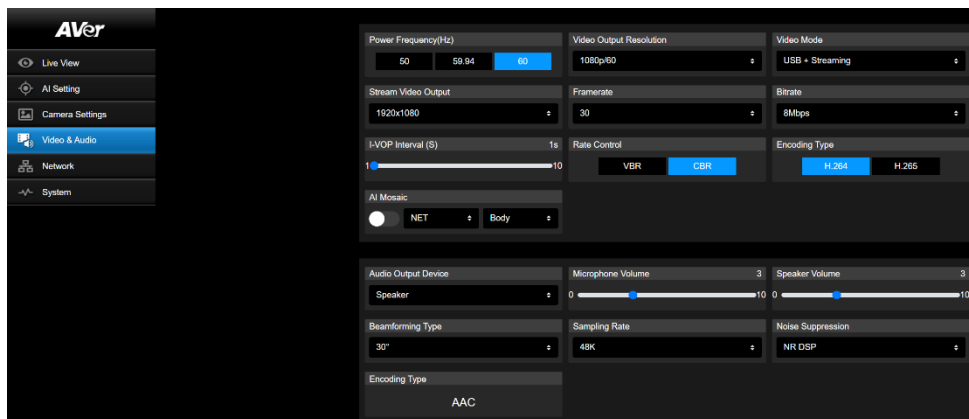 AVer
Live View
AI Setting
Camera Settings
Video & Audio
Network
System
Power Frequency(Hz)
50 59.94 60
Video Output Resolution
1080p/60
Video Mode
USB + Streaming
Stream Video Output
1920x1080
Framerate
30
Bitrate
8Mbps
I-VOP Interval (S) 1s
1 10
Rate Control
VBR CBR
Encoding Type
H.264 H.265
AI Mosaic
NET Body
Audio Output Device
Speaker
Microphone Volume 3
0 10
Speaker Volume 3
0 10
Beamforming Type
30°
Sampling Rate
48K
Noise Suppression
NR DSP
Encoding Type
AAC